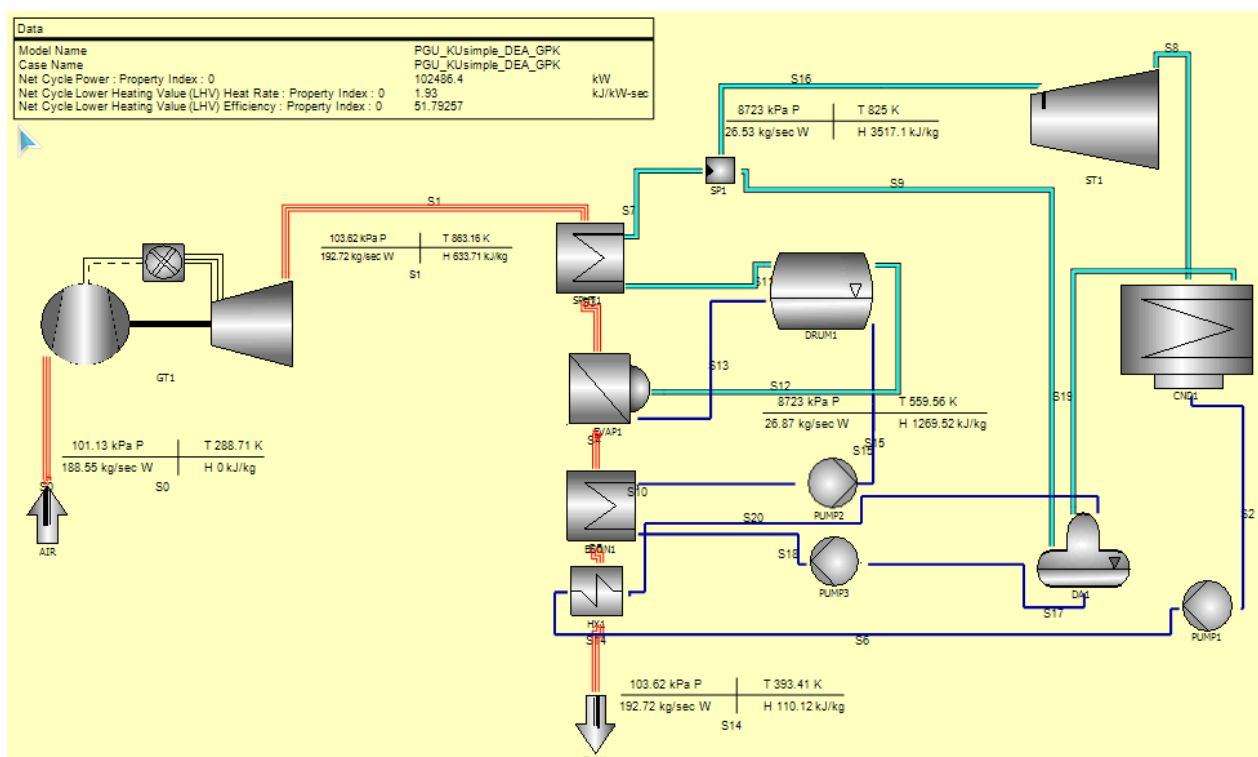 Data
Model Name PGU_KUsimple_DEA_GPK
Case Name PGU_KUsimple_DEA_GPK
Net Cycle Power : Property Index : 0 102486.4 kW
Net Cycle Lower Heating Value (LHV) Heat Rate : Property Index : 0 1.93 kJ/kW-sec
Net Cycle Lower Heating Value (LHV) Efficiency : Property Index : 0 51.79257
S8
S16
8723 kPa P T 825 K
26.53 kg/sec W H 3517.1 kJ/kg
SP1
ST1
S9
S1
S7
103.62 kPa P T 863.16 K
192.72 kg/sec W H 633.71 kJ/kg
S1
S11
DRUM1
GT1
S13
S12
S19
CND1
8723 kPa P T 559.56 K
26.87 kg/sec W H 1269.52 kJ/kg
EVAP1
S15
S15
101.13 kPa P T 288.71 K
188.55 kg/sec W H 0 kJ/kg
S0
S0
S10
PUMP2
S20
S2
AIR
S18
PUMP3
DA1
S17
HX1
PUMP1
S14
S6
103.62 kPa P T 393.41 K
192.72 kg/sec W H 110.12 kJ/kg
S14